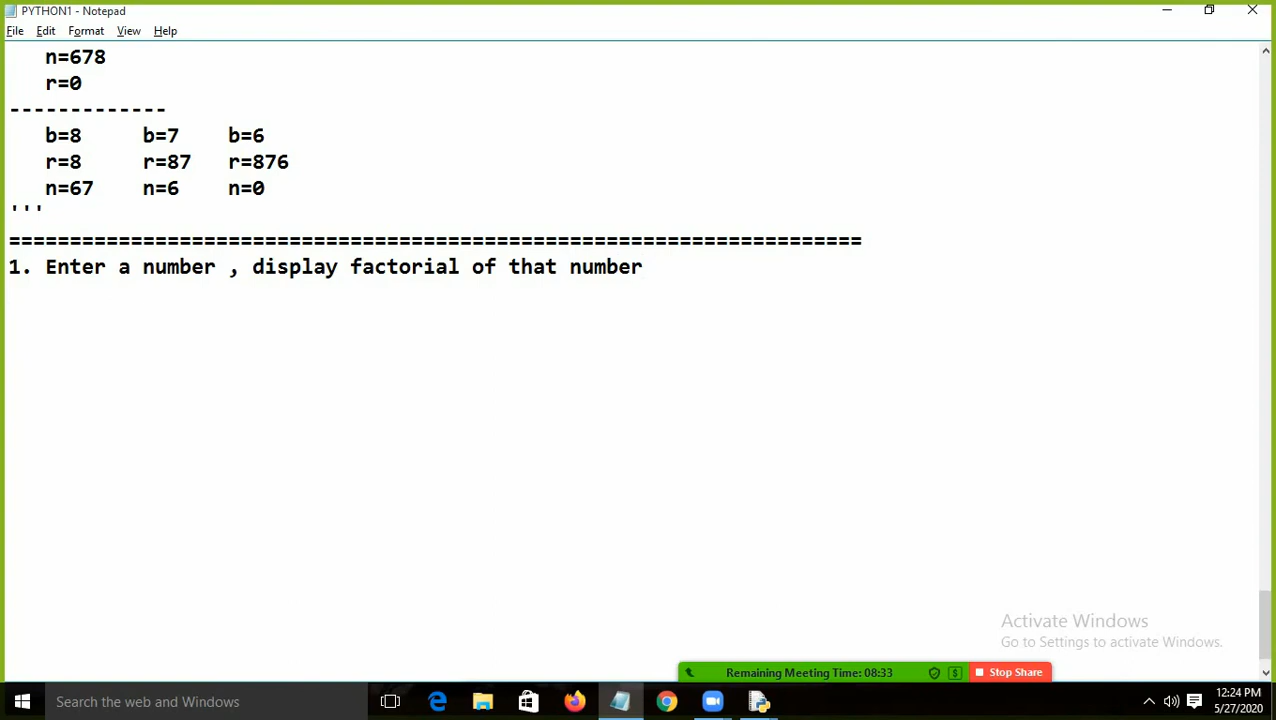 PYTHON1 - Notepad
File Edit Format View Help
n=678
r=0
-------------
b=8 b=7 b=6
r=8 r=87 r=876
n=67 n=6 n=0
'''
======================================================================
1. Enter a number , display factorial of that number
Activate Windows
Go to Settings to activate Windows.
Remaining Meeting Time: 08:33 Stop Share
Search the web and Windows
12:24 PM
5/27/2020